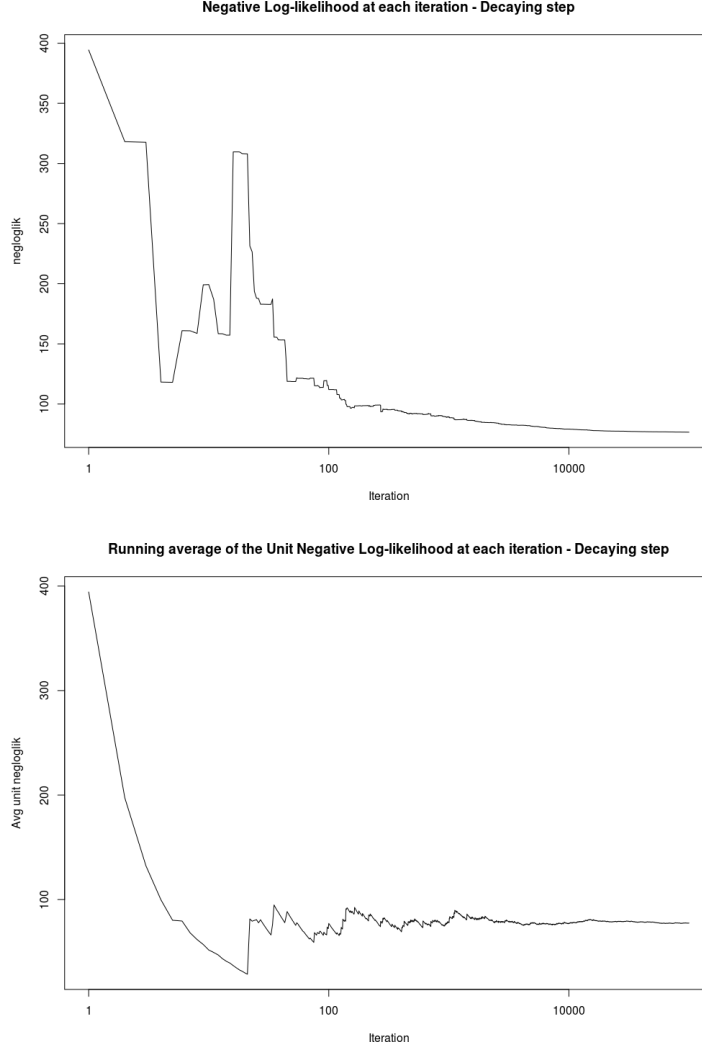 Negative Log-likelihood at each iteration - Decaying step
400
350
300
250
200
150
100
negloglik
1
100
10000
Iteration
Running average of the Unit Negative Log-likelihood at each iteration - Decaying step
400
300
200
100
Avg unit negloglik
1
100
10000
Iteration